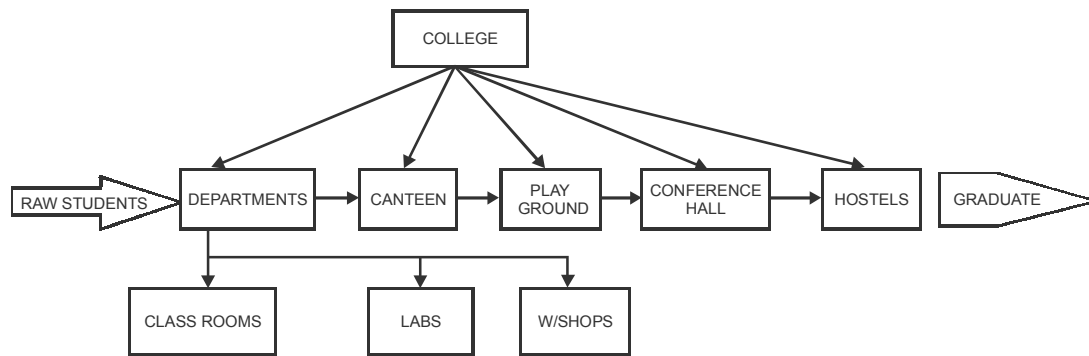 COLLEGE
RAW STUDENTS
DEPARTMENTS
CANTEEN
PLAY
GROUND
CONFERENCE
HALL
HOSTELS
GRADUATE
CLASS ROOMS
LABS
W/SHOPS